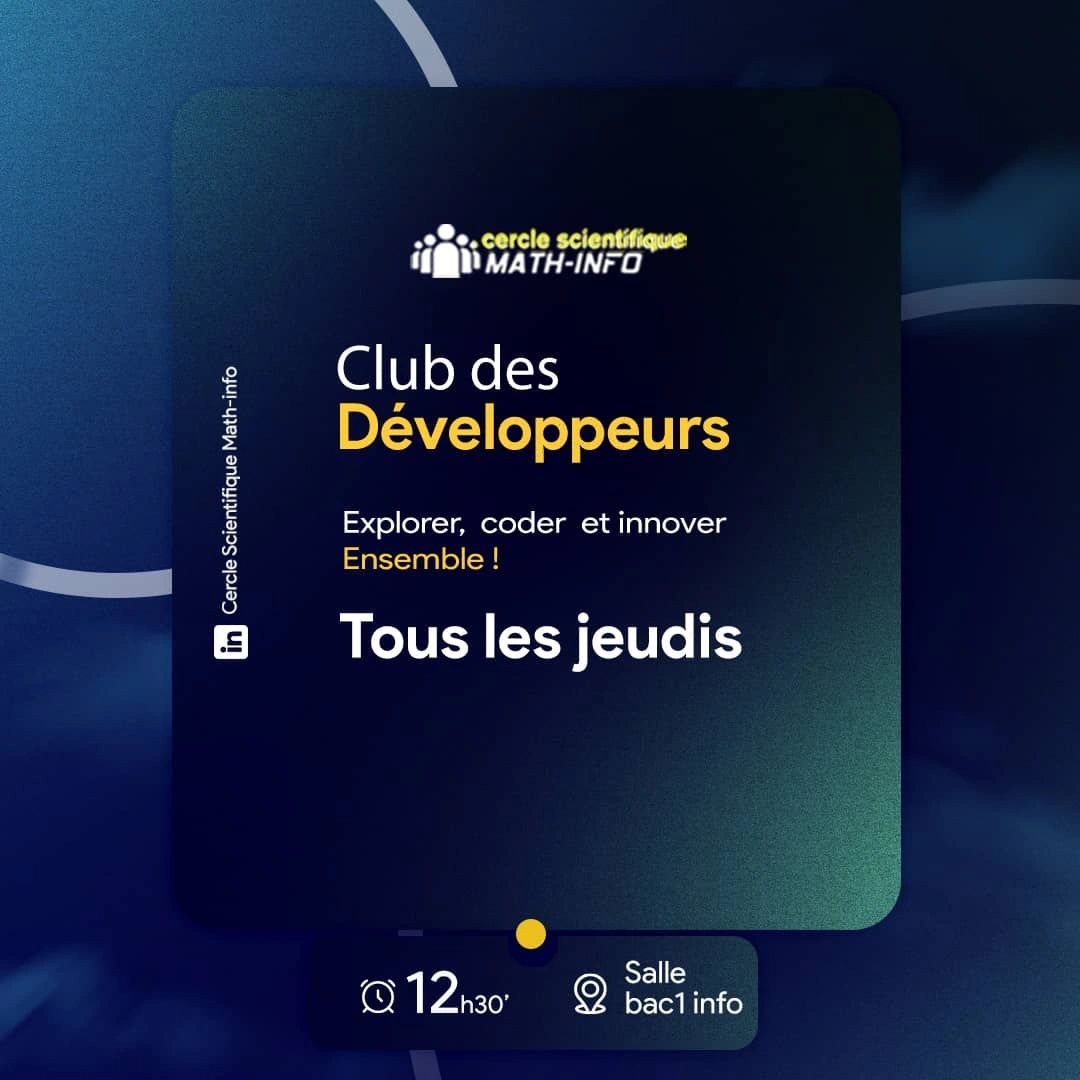 cercle scientifique
MATH-INFO
Club des
Développeurs
Explorer, coder et innover
Ensemble !
Tous les jeudis
Cercle Scientifique Math-info
in
12h30'
Salle
bac1 info